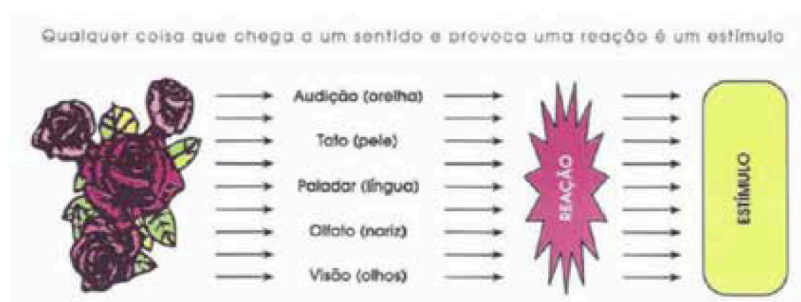 Qualquer coisa que chega a um sentido e provoca uma reação é um estímulo
Audição (orelha)
Tato (pele)
Paladar (língua)
Olfato (nariz)
Visão (olhos)
REAÇÃO
ESTÍMULO